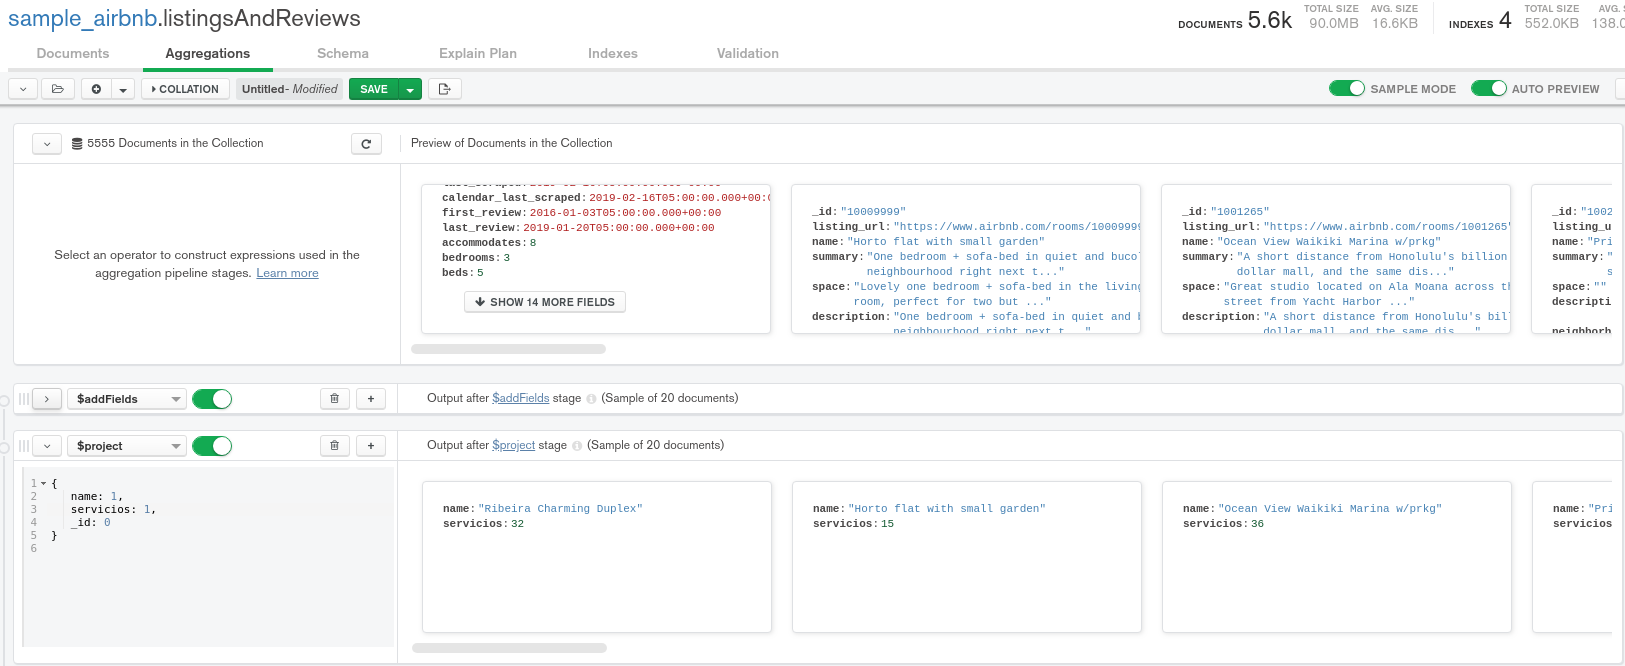 sample_airbnb.listingsAndReviews
DOCUMENTS 5.6k TOTAL SIZE 90.0MB AVG. SIZE 16.6KB INDEXES 4 TOTAL SIZE 552.0KB AVG. 138.0
Documents Aggregations Schema Explain Plan Indexes Validation
COLLATION Untitled- Modified SAVE SAMPLE MODE AUTO PREVIEW
5555 Documents in the Collection
Preview of Documents in the Collection
Select an operator to construct expressions used in the
aggregation pipeline stages. Learn more
calendar_last_scraped: 2019-02-16T05:00:00.000+00:0
first_review: 2016-01-03T05:00:00.000+00:00
last_review: 2019-01-20T05:00:00.000+00:00
accommodates: 8
bedrooms: 3
beds: 5
SHOW 14 MORE FIELDS
_id: "10009999"
listing_url: "https://www.airbnb.com/rooms/10009999
name: "Horto flat with small garden"
summary: "One bedroom + sofa-bed in quiet and buco
neighbourhood right next t..."
space: "Lovely one bedroom + sofa-bed in the living
room, perfect for two but ..."
description: "One bedroom + sofa-bed in quiet and b
neighbourhood right next t..."
_id: "1001265"
listing_url: "https://www.airbnb.com/rooms/1001265"
name: "Ocean View Waikiki Marina w/prkg"
summary: "A short distance from Honolulu's billion
dollar mall, and the same dis..."
space: "Great studio located on Ala Moana across th
street from Yacht Harbor ..."
description: "A short distance from Honolulu's bill
dollar mall, and the same dis..."
_id: "1002
listing_u
name: "Pri
summary: "
s
space: ""
descripti
neighborh
$addFields
Output after $addFields stage (Sample of 20 documents)
$project
Output after $project stage (Sample of 20 documents)
1 {
2 name: 1,
3 servicios: 1,
4 _id: 0
5 }
6
name: "Ribeira Charming Duplex"
servicios: 32
name: "Horto flat with small garden"
servicios: 15
name: "Ocean View Waikiki Marina w/prkg"
servicios: 36
name: "Pri
servicios